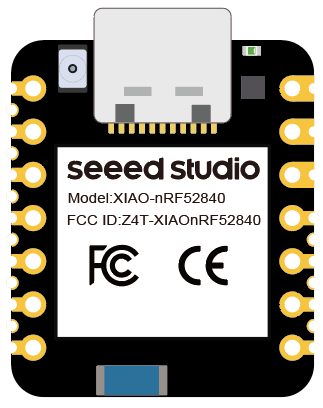 seeed studio
Model:XIAO-nRF52840
FCC ID:Z4T-XIAOnRF52840
FC CE